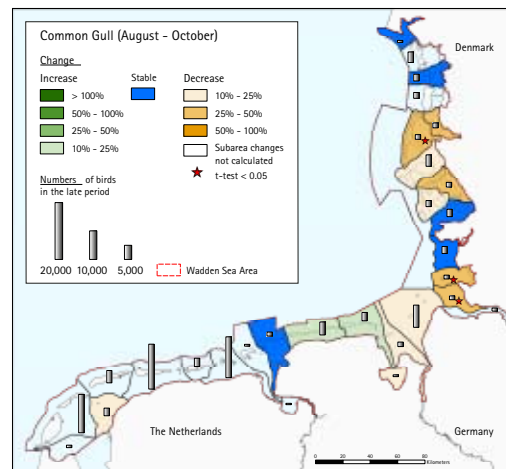 Common Gull (August - October)
Denmark
Change
Increase
Stable
Decrease
> 100%
10% - 25%
50% - 100%
25% - 50%
25% - 50%
50% - 100%
10% - 25%
Subarea changes
not calculated
t-test < 0.05
Numbers of birds
in the late period
20,000
10,000
5,000
Wadden Sea Area
The Netherlands
Germany
0
20
40
60
80
Kilometers